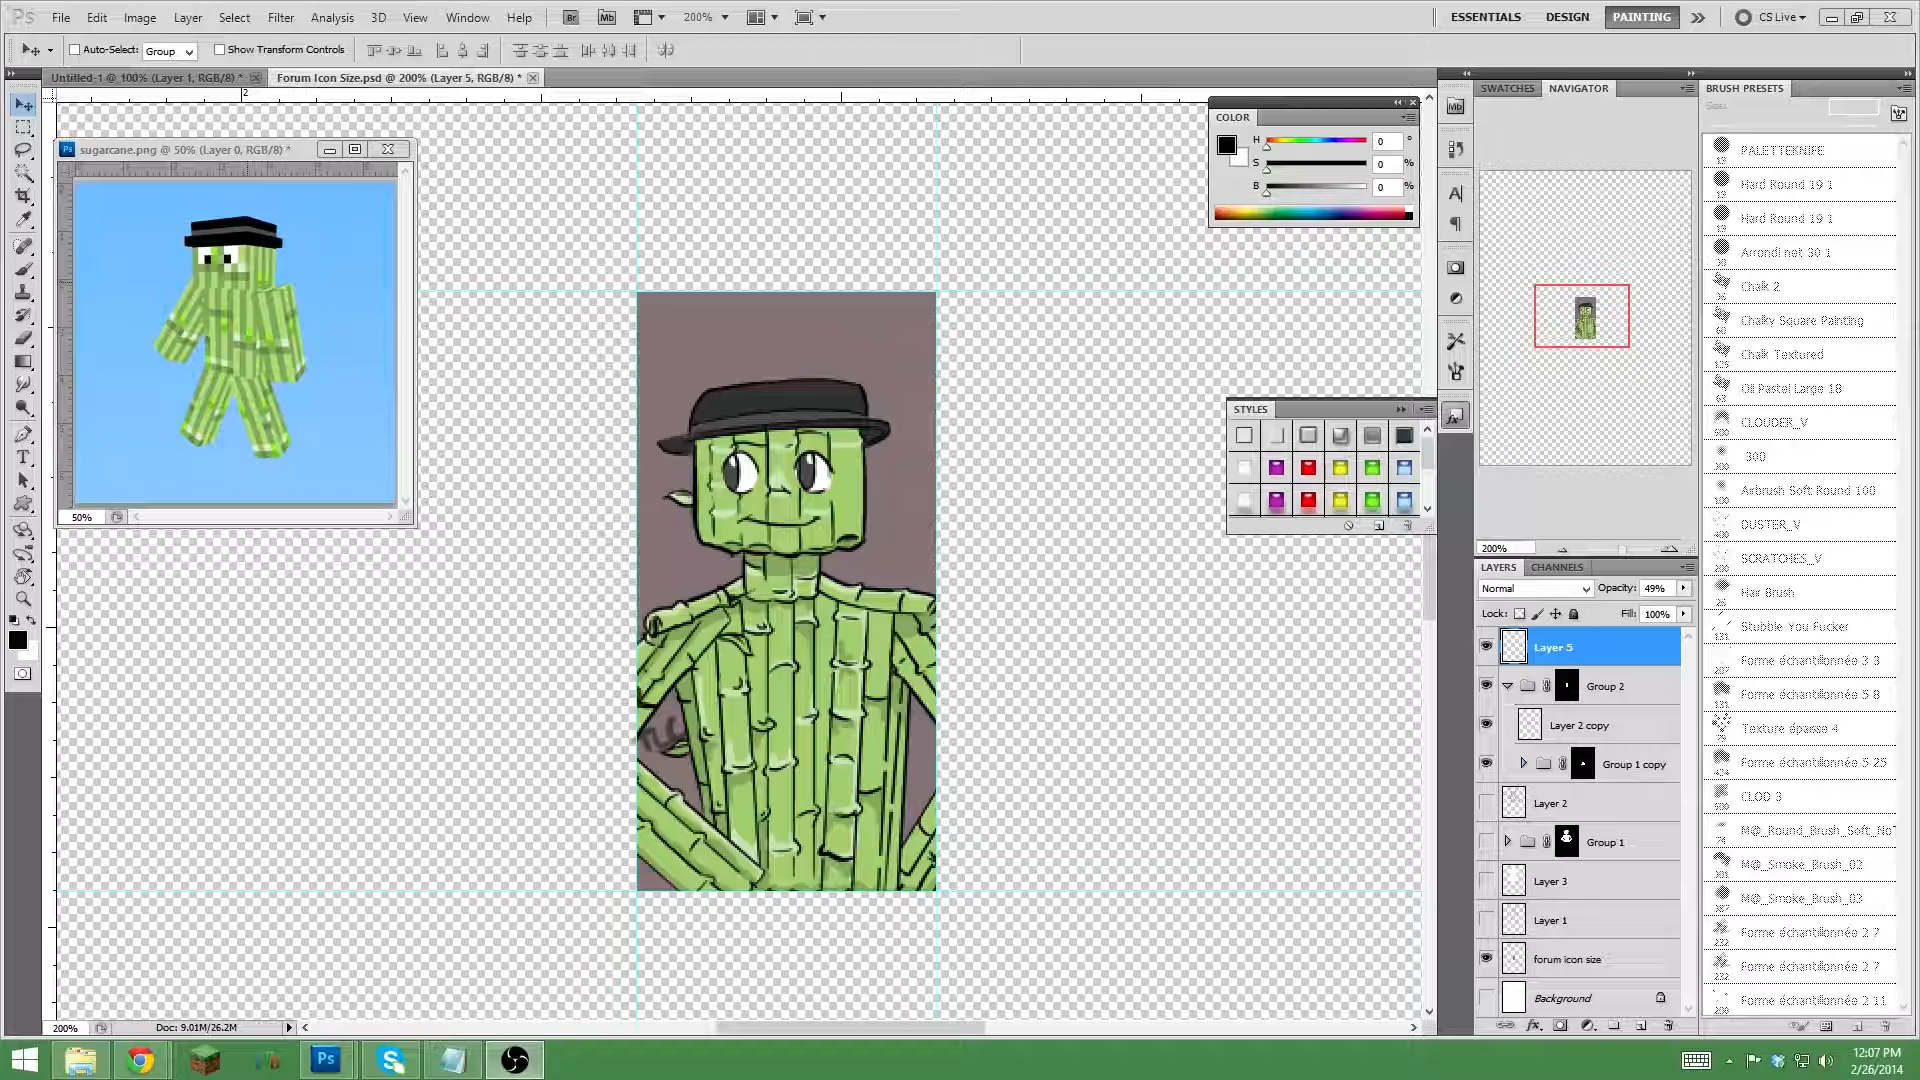 Ps File Edit Image Layer Select Filter Analysis 3D View Window Help Br Mb 200% ESSENTIALS DESIGN PAINTING CS Live
Auto-Select: Group Show Transform Controls
Untitled-1 @ 100% (Layer 1, RGB/8) * Forum Icon Size.psd @ 200% (Layer 5, RGB/8) *
2
Ps sugarcane.png @ 50% (Layer 0, RGB/8) *
50%
COLOR
H 0 °
S 0 %
B 0 %
STYLES
SWATCHES NAVIGATOR
200%
LAYERS CHANNELS
Normal Opacity: 49%
Lock: Fill: 100%
Layer 5
Group 2
Layer 2 copy
Group 1 copy
Layer 2
Group 1
Layer 3
Layer 1
forum icon size
Background
BRUSH PRESETS
PALETTEKNIFE
Hard Round 19 1
Hard Round 19 1
Arrondi net 30 1
Chalk 2
Chalky Square Painting
Chalk Textured
Oil Pastel Large 18
CLOUDER_V
300
Airbrush Soft Round 100
DUSTER_V
SCRATCHES_V
Hair Brush
Stubble You Fucker
Forme échantillonnée 3 3
Forme échantillonnée 5 8
Texture épaisse 4
Forme échantillonnée 5 25
CLOD 3
M@_Round_Brush_Soft_NoT
M@_Smoke_Brush_02
M@_Smoke_Brush_03
Forme échantillonnée 2 7
Forme échantillonnée 2 7
Forme échantillonnée 2 11
200% Doc: 9.01M/26.2M
12:07 PM
2/26/2014